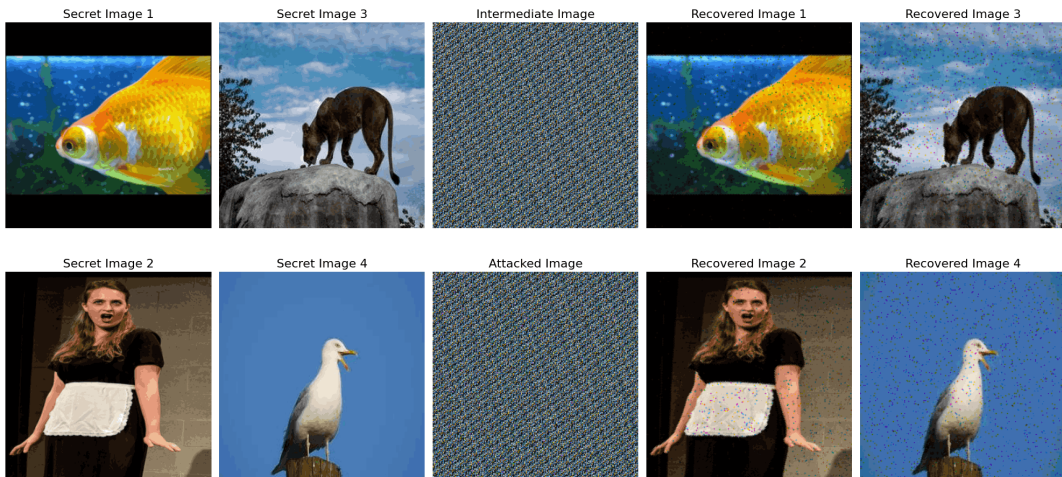 Secret Image 1
Secret Image 3
Intermediate Image
Recovered Image 1
Recovered Image 3
Secret Image 2
Secret Image 4
Attacked Image
Recovered Image 2
Recovered Image 4